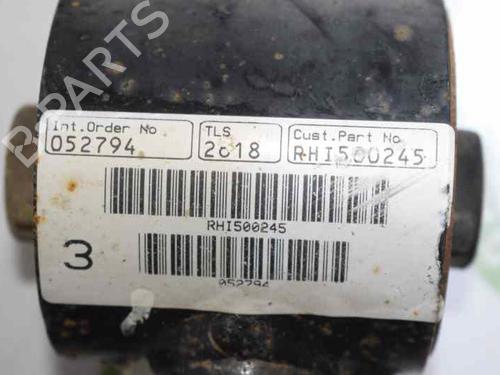 B-PARTS
Int.Order No
052794
TLS
2018
Cust.Part No
RHI500245
RHI500245
3
052794